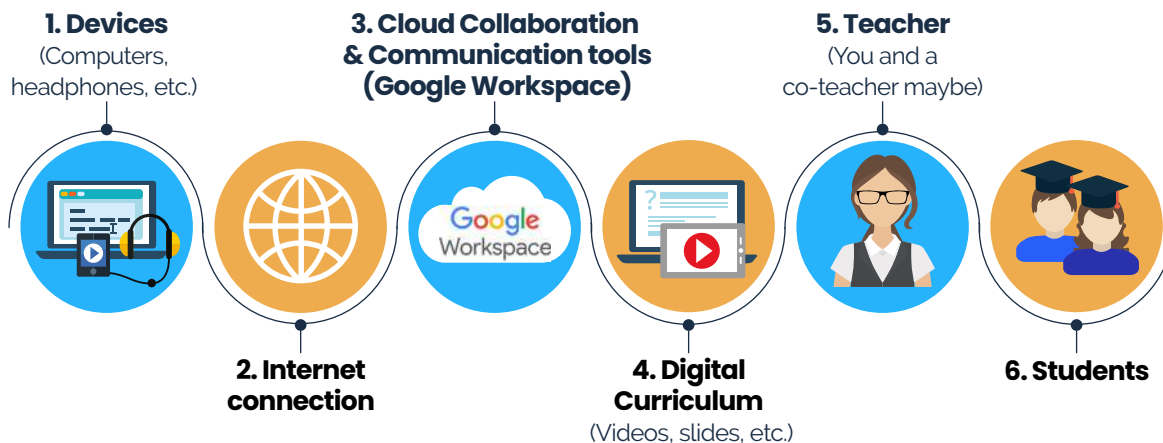 1. Devices
(Computers,
headphones, etc.)
2. Internet
connection
3. Cloud Collaboration
& Communication tools
(Google Workspace)
Google
Workspace
4. Digital
Curriculum
(Videos, slides, etc.)
?
5. Teacher
(You and a
co-teacher maybe)
6. Students